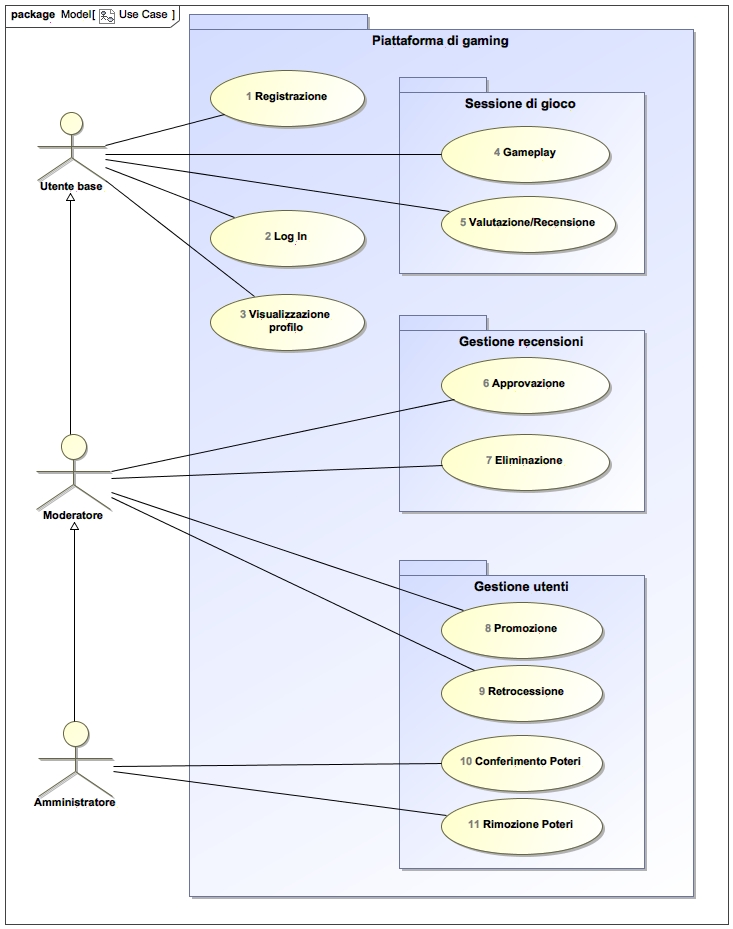 package Model[ Use Case ]
Piattaforma di gaming
1 Registrazione
Sessione di gioco
4 Gameplay
Utente base
5 Valutazione/Recensione
2 Log In
3 Visualizzazione
profilo
Gestione recensioni
6 Approvazione
7 Eliminazione
Moderatore
Gestione utenti
8 Promozione
9 Retrocessione
10 Conferimento Poteri
Amministratore
11 Rimozione Poteri